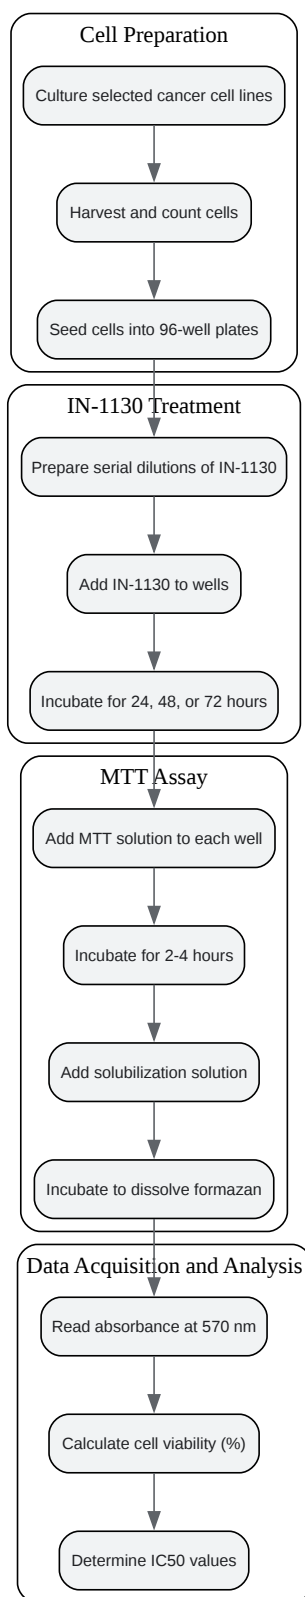 Cell Preparation
Culture selected cancer cell lines
Harvest and count cells
Seed cells into 96-well plates
IN-1130 Treatment
Prepare serial dilutions of IN-1130
Add IN-1130 to wells
Incubate for 24, 48, or 72 hours
MTT Assay
Add MTT solution to each well
Incubate for 2-4 hours
Add solubilization solution
Incubate to dissolve formazan
Data Acquisition and Analysis
Read absorbance at 570 nm
Calculate cell viability (%)
Determine IC50 values